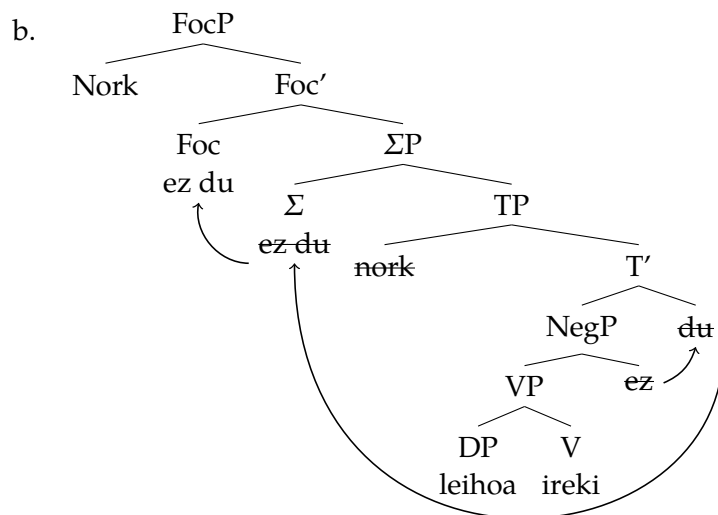 b.
FocP
Nork Foc’
Foc ΣP
ez du Σ TP
ez du nork T’
NegP du
VP ez
DP V
leihoa ireki